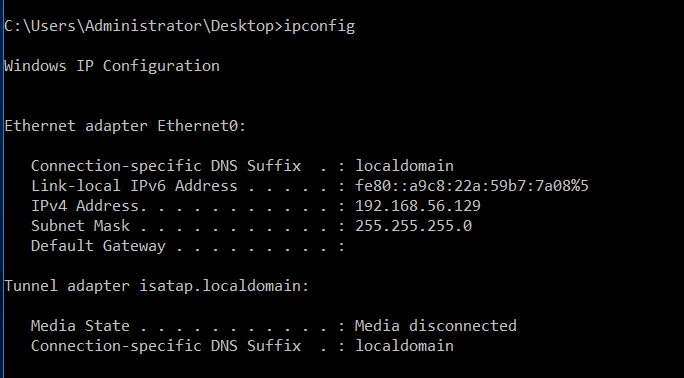 C:\Users\Administrator\Desktop>ipconfig
Windows IP Configuration
Ethernet adapter Ethernet0:
   Connection-specific DNS Suffix  . : localdomain
   Link-local IPv6 Address . . . . . : fe80::a9c8:22a:59b7:7a08%5
   IPv4 Address. . . . . . . . . . . : 192.168.56.129
   Subnet Mask . . . . . . . . . . . : 255.255.255.0
   Default Gateway . . . . . . . . . :
Tunnel adapter isatap.localdomain:
   Media State . . . . . . . . . . . : Media disconnected
   Connection-specific DNS Suffix  . : localdomain